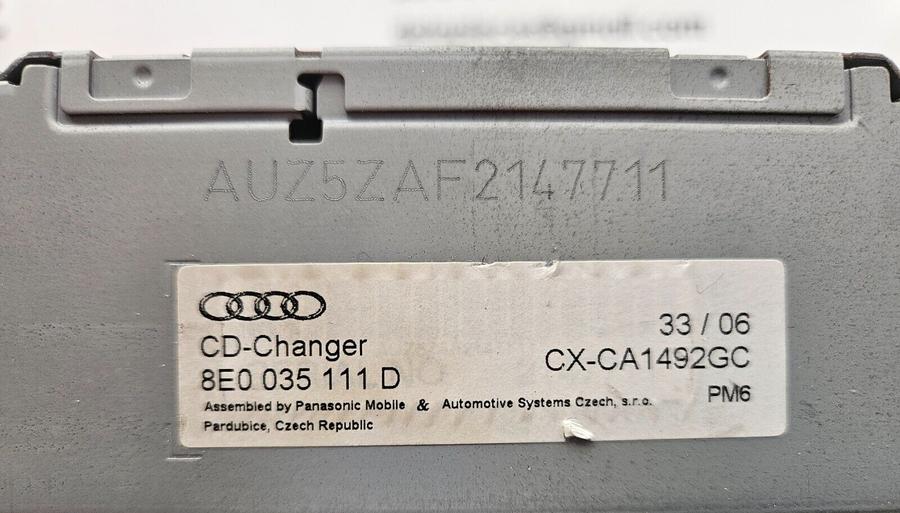 AUZ5ZAF2147711
CD-Changer
8E0 035 111 D
33 / 06
CX-CA1492GC
PM6
Assembled by Panasonic Mobile & Automotive Systems Czech, s.r.o.
Pardubice, Czech Republic